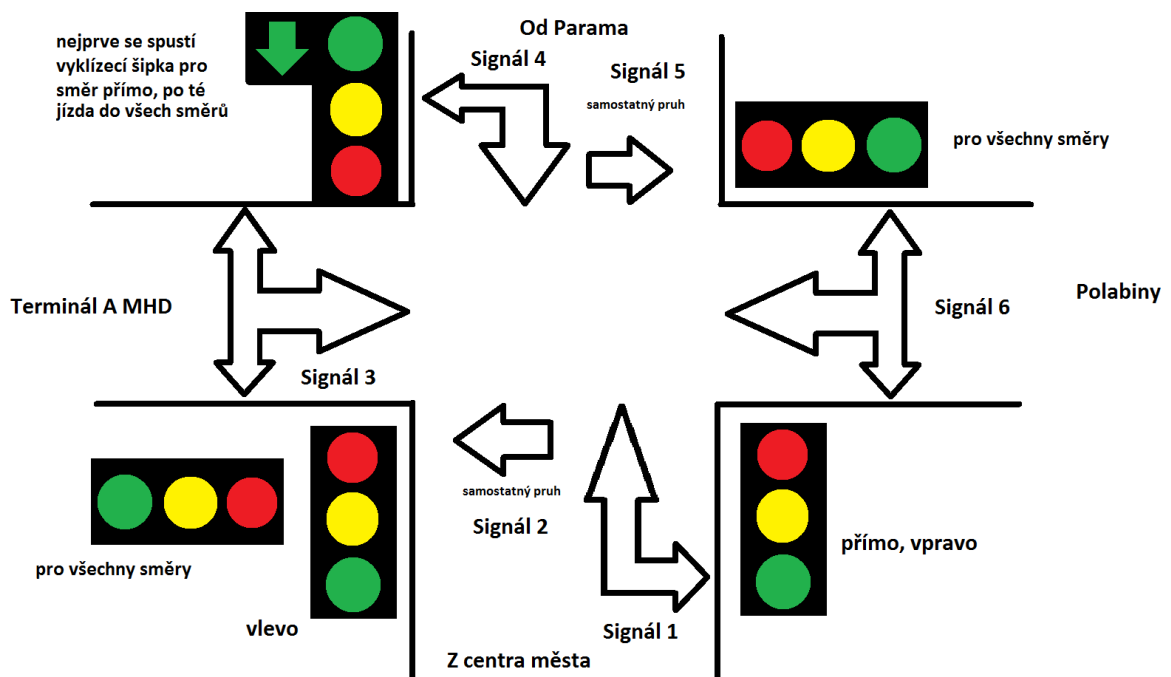 nejprve se spustí
vyklízecí šipka pro
směr přímo, po té
jízda do všech směrů
Od Parama
Signál 4
Signál 5
samostatný pruh
pro všechny směry
Terminál A MHD
Signál 3
Signál 6
Polabiny
samostatný pruh
Signál 2
pro všechny směry
vlevo
přímo, vpravo
Signál 1
Z centra města